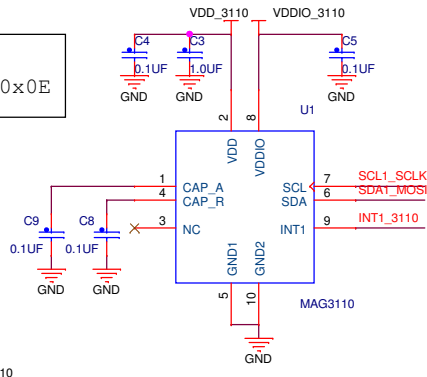 VDD_3110 VDDIO_3110
C4 C3 C5
0.1UF 1.0UF 0.1UF
0x0E
GND GND GND
U1
2 8
VDD VDDIO
1 CAP_A SCL 7 SCL1_SCLK
4 CAP_R SDA 6 SDA1_MOSI
3 NC INT1 9 INT1_3110
C9 C8
0.1UF 0.1UF
GND1 GND2
GND GND
5 10
MAG3110
GND
10